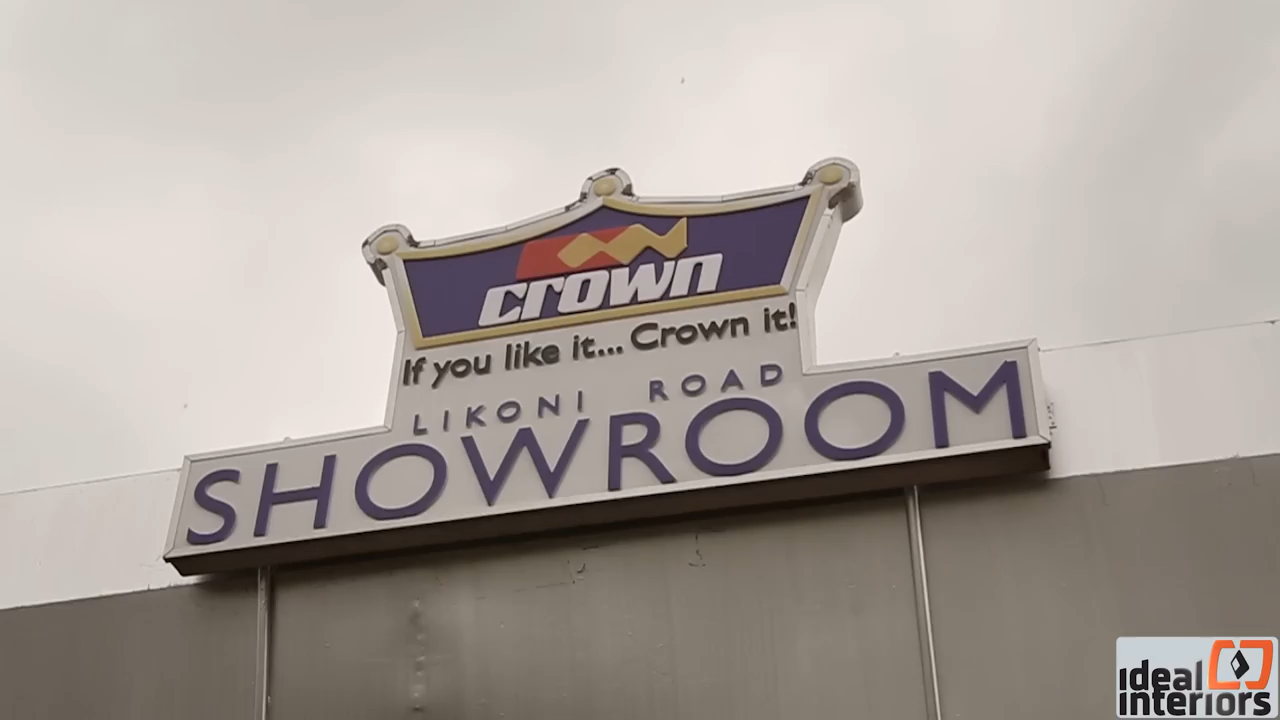 crown
If you like it... Crown it!
LIKONI ROAD
SHOWROOM
ideal
interiors